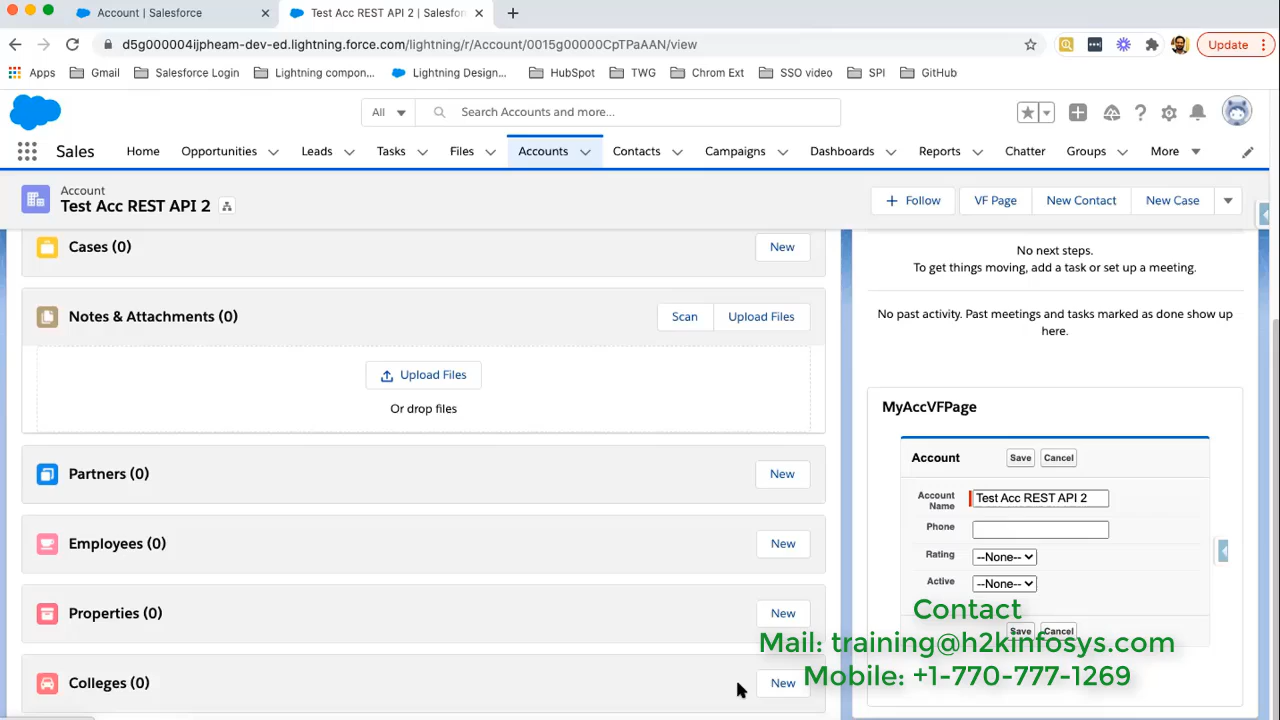 Account | Salesforce
Test Acc REST API 2 | Salesfor
d5g000004ijpheam-dev-ed.lightning.force.com/lightning/r/Account/0015g00000CpTPaAAN/view
Update
Apps
Gmail
Salesforce Login
Lightning compon...
Lightning Design...
HubSpot
TWG
Chrom Ext
SSO video
SPI
GitHub
All
Search Accounts and more...
Sales
Home
Opportunities
Leads
Tasks
Files
Accounts
Contacts
Campaigns
Dashboards
Reports
Chatter
Groups
More
Account
Test Acc REST API 2
+ Follow
VF Page
New Contact
New Case
Cases (0)
New
Notes & Attachments (0)
Scan
Upload Files
Upload Files
Or drop files
Partners (0)
New
Employees (0)
New
Properties (0)
New
Colleges (0)
New
No next steps.
To get things moving, add a task or set up a meeting.
No past activity. Past meetings and tasks marked as done show up
here.
MyAccVFPage
Account
Save
Cancel
Account
Name
Test Acc REST API 2
Phone
Rating
--None--
Active
--None--
Save
Cancel
Contact
Mail: training@h2kinfosys.com
Mobile: +1-770-777-1269